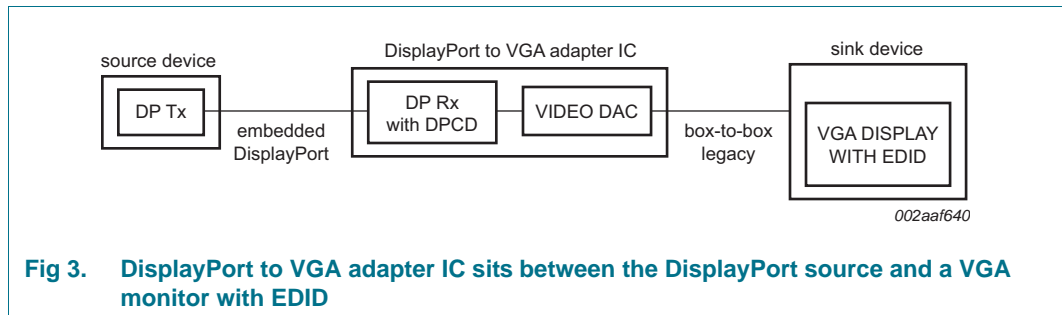 source device
DP Tx
embedded
DisplayPort
DisplayPort to VGA adapter IC
DP Rx
with DPCD
VIDEO DAC
box-to-box
legacy
sink device
VGA DISPLAY
WITH EDID
002aaf640
Fig 3. DisplayPort to VGA adapter IC sits between the DisplayPort source and a VGA
monitor with EDID